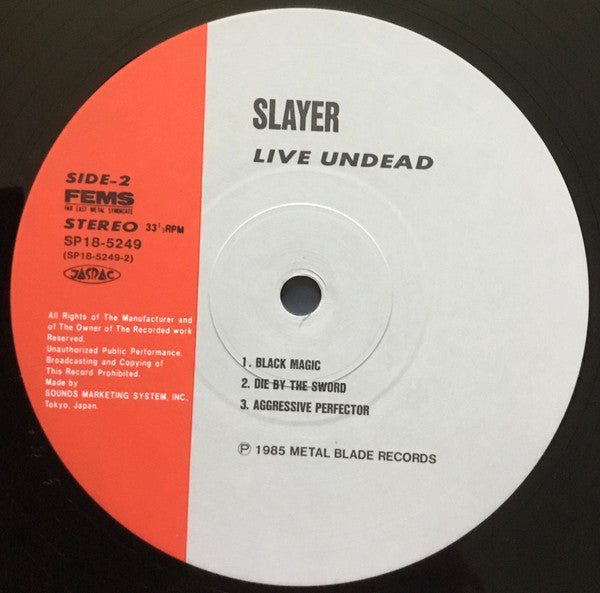 SLAYER
LIVE UNDEAD
SIDE-2
FEMS
FAR EAST METAL SYNDICATE
STEREO 33⅓RPM
SP18-5249
(SP18-5249-2)
JASRAC
All Rights of The Manufacturer and
of The Owner of The Recorded work
Reserved.
Unauthorized Public Performance.
Broadcasting and Copying of
This Record Prohibited.
Made by
SOUNDS MARKETING SYSTEM, INC.,
Tokyo, Japan.
1. BLACK MAGIC
2. DIE BY THE SWORD
3. AGGRESSIVE PERFECTOR
Ⓟ 1985 METAL BLADE RECORDS